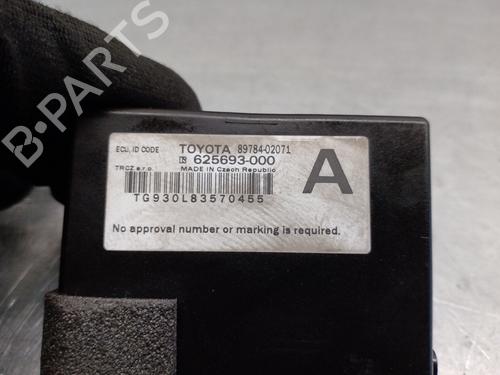 ECU, ID CODE TOYOTA 89784-02071
625693-000
TRCZ s.r.o. MADE IN Czech Republic
A
TG930L83570455
No approval number or marking is required.
B-PARTS